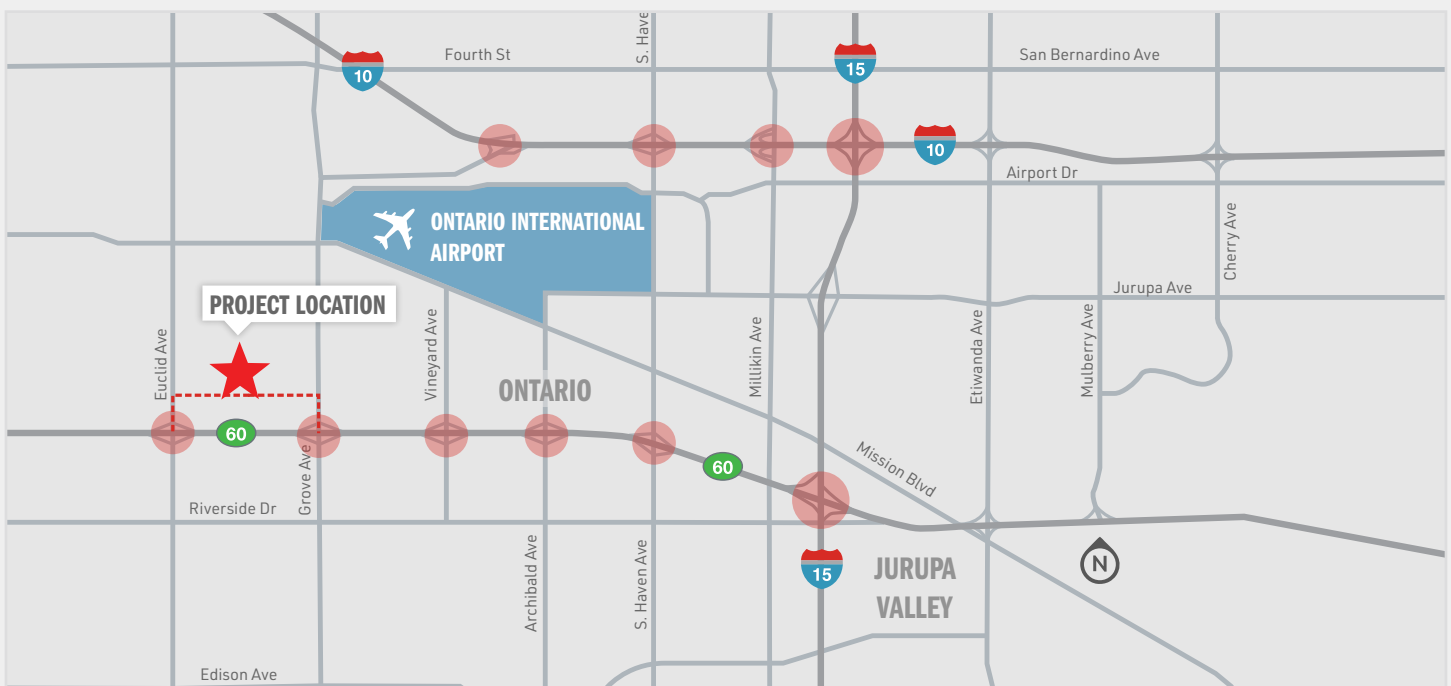 S. Have
Fourth St
15
San Bernardino Ave
10
10
Airport Dr
ONTARIO INTERNATIONAL
AIRPORT
Cherry Ave
PROJECT LOCATION
Jurupa Ave
Euclid Ave
Vineyard Ave
Millikin Ave
Etiwanda Ave
Mulberry Ave
ONTARIO
60
Grove Ave
60
Mission Blvd
Riverside Dr
Archibald Ave
S. Haven Ave
15
JURUPA
VALLEY
N
Edison Ave